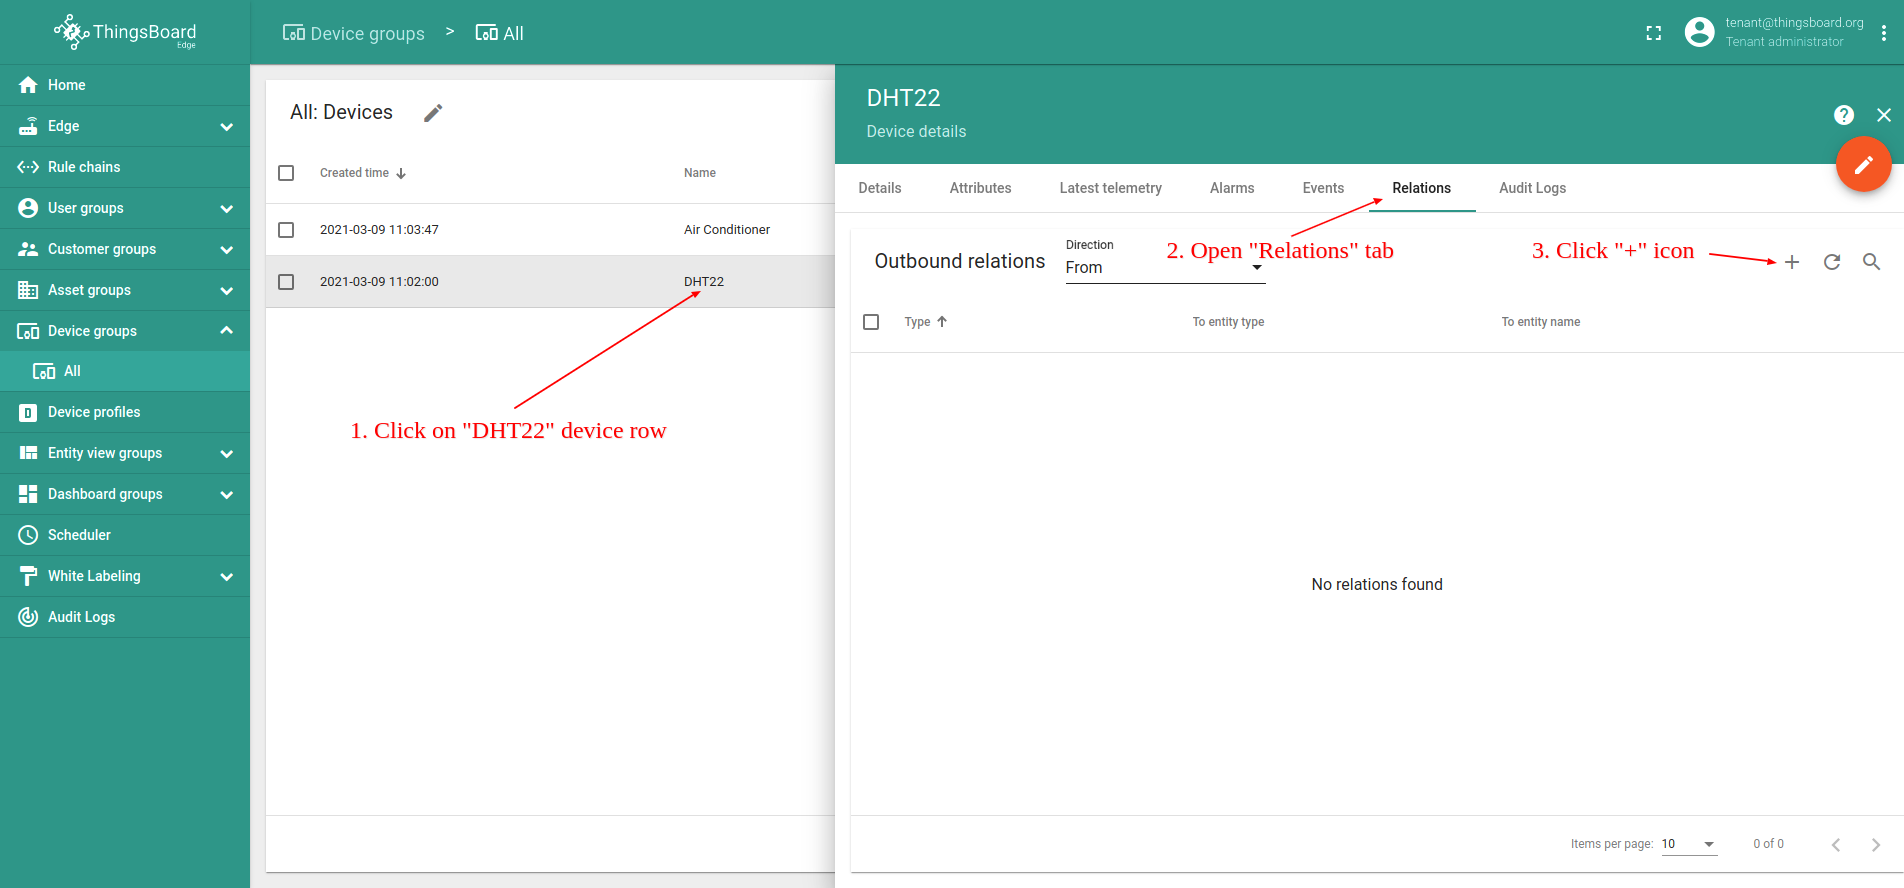 ThingsBoard
Edge
Device groups > All
tenant@thingsboard.org
Tenant administrator
Home
Edge
Rule chains
User groups
Customer groups
Asset groups
Device groups
All
Device profiles
Entity view groups
Dashboard groups
Scheduler
White Labeling
Audit Logs
All: Devices
Created time
Name
2021-03-09 11:03:47
Air Conditioner
2021-03-09 11:02:00
DHT22
1. Click on "DHT22" device row
DHT22
Device details
Details
Attributes
Latest telemetry
Alarms
Events
Relations
Audit Logs
Outbound relations
Direction
From
2. Open "Relations" tab
3. Click "+" icon
Type
To entity type
To entity name
No relations found
Items per page: 10
0 of 0